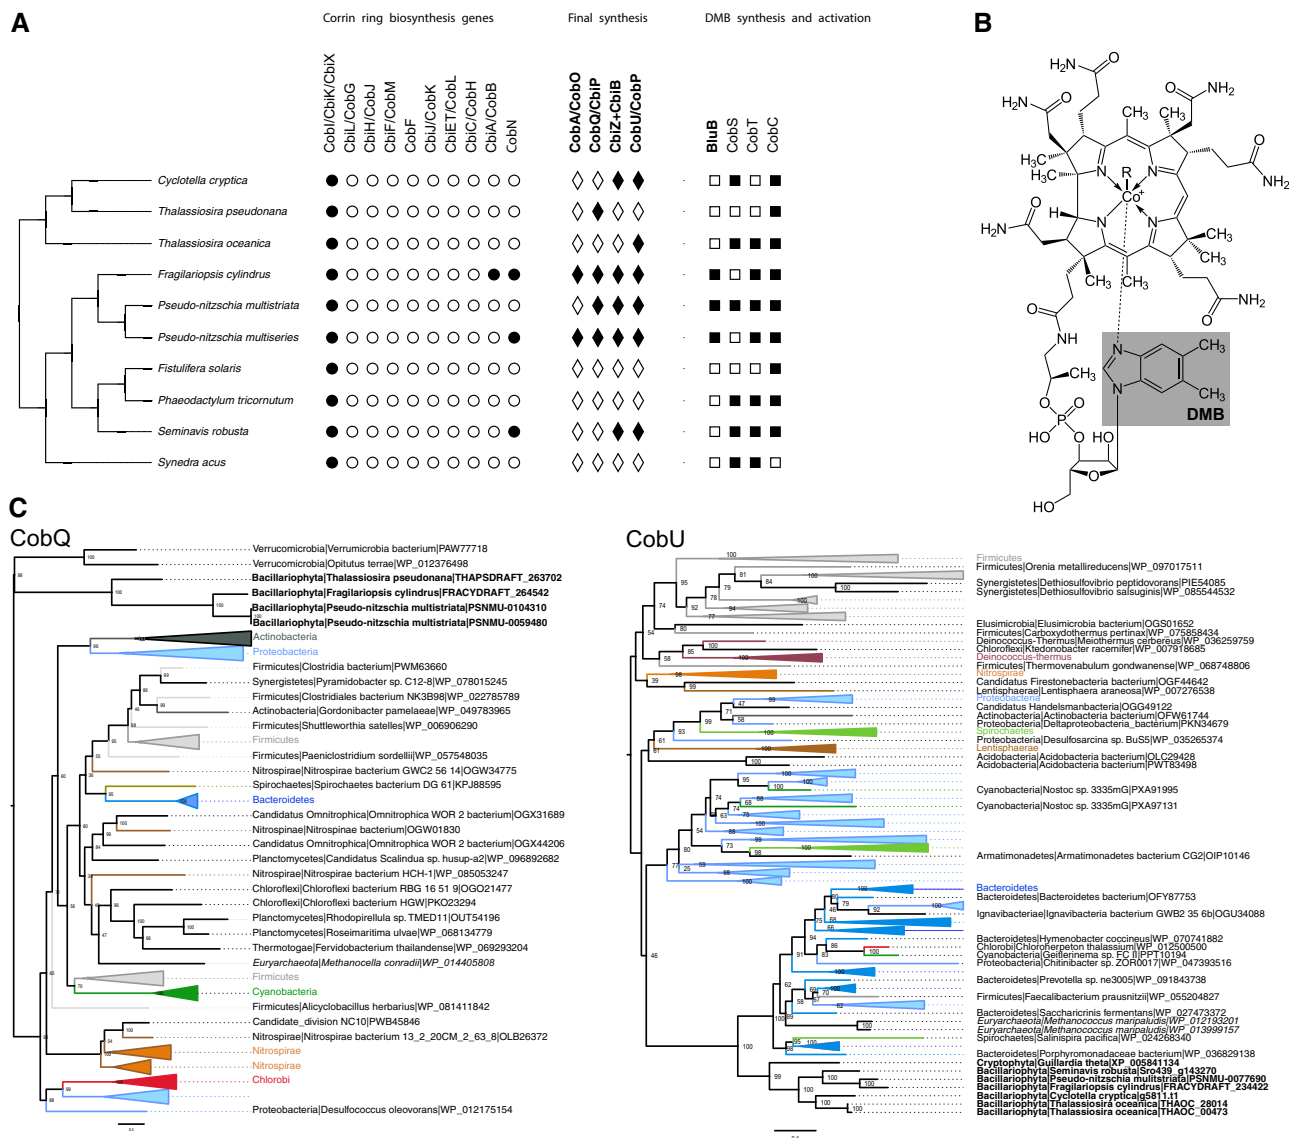 A
Corrin ring biosynthesis genes
Final synthesis
DMB synthesis and activation
CobI/CbiK/CbiX
CbiL/CobG
CbiH/CobJ
CbiF/CobM
CobF
CbiJ/CobK
CbiET/CobL
CbiC/CobH
CbiA/CobB
CobN
CobA/CobO
CobQ/CbiP
CbiZ+CbiB
CobU/CobP
BluB
CobS
CobT
CobC
Cyclotella cryptica
Thalassiosira pseudonana
Thalassiosira oceanica
Fragilariopsis cylindrus
Pseudo-nitzschia multistriata
Pseudo-nitzschia multiseries
Fistulifera solaris
Phaeodactylum tricornutum
Seminavis robusta
Synedra acus
B
H2N
O
NH2
O
H2N
O
CH3
CH3
H2N
O
H3C
H3C
CH3
N
N
R
Co+
N
N
H
O
NH2
H2N
O
CH3
CH3
CH3
CH3
O
NH2
O
NH
N
CH3
CH3
N
DMB
CH3
O
O
P
HO
O
HO
O
HO
C
CobQ
Verrucomicrobia|Verrumicrobia bacterium|PAW77718
Verrucomicrobia|Opitutus terrae|WP_012376498
Bacillariophyta|Thalassiosira pseudonana|THAPSDRAFT_263702
Bacillariophyta|Fragilariopsis cylindrus|FRACYDRAFT_264542
Bacillariophyta|Pseudo-nitzschia multistriata|PSNMU-0104310
Bacillariophyta|Pseudo-nitzschia multistriata|PSNMU-0059480
Actinobacteria
Proteobacteria
Firmicutes|Clostridia bacterium|PWM63660
Synergistetes|Pyramidobacter sp. C12-8|WP_078015245
Firmicutes|Clostridiales bacterium NK3B98|WP_022785789
Actinobacteria|Gordonibacter pamelaeae|WP_049783965
Firmicutes|Shuttleworthia satelles|WP_006906290
Firmicutes
Firmicutes|Paeniclostridium sordellii|WP_057548035
Nitrospirae|Nitrospirae bacterium GWC2 56 14|OGW34775
Spirochaetes|Spirochaetes bacterium DG 61|KPJ88595
Bacteroidetes
Candidatus Omnitrophica|Omnitrophica WOR 2 bacterium|OGX31689
Nitrospinae|Nitrospinae bacterium|OGW01830
Candidatus Omnitrophica|Omnitrophica WOR 2 bacterium|OGX44206
Planctomycetes|Candidatus Scalindua sp. husup-a2|WP_096892682
Nitrospinae|Nitrospinae bacterium HCH-1|WP_085053247
Chloroflexi|Chloroflexi bacterium RBG 16 51 9|OGO21477
Chloroflexi|Chloroflexi bacterium HGW|PKO23294
Planctomycetes|Rhodopirellula sp. TMED11|OUT54196
Planctomycetes|Roseimaritima ulvae|WP_068134779
Thermotogae|Fervidobacterium thailandense|WP_069293204
Euryarchaeota|Methanocella conradii|WP_014405808
Firmicutes
Cyanobacteria
Firmicutes|Alicyclobacillus herbarius|WP_081411842
Candidate_division NC10|PWB45846
Nitrospirae|Nitrospirae bacterium 13_2_20CM_2_63_8|OLB26372
Nitrospirae
Nitrospirae
Chlorobi
Proteobacteria|Desulfococcus oleovorans|WP_012175154
CobU
Firmicutes
Firmicutes|Orenia metallireducens|WP_097017511
Synergistetes|Dethiosulfovibrio peptidovorans|PIE54085
Synergistetes|Dethiosulfovibrio salsuginis|WP_085544532
Elusimicrobia|Elusimicrobia bacterium|OGS01652
Firmicutes|Carboxydothermus pertinax|WP_075858434
Deinococcus-Thermus|Meiothermus cerbereus|WP_036259759
Chloroflexi|Ktedonobacter racemifer|WP_007918685
Deinococcus-thermus
Firmicutes|Thermovenabulum gondwanense|WP_068748806
Nitrospirae
Candidatus Firestonebacteria bacterium|OGF44642
Lentisphaerae|Lentisphaera araneosa|WP_007276538
Proteobacteria
Candidatus Handelsmanbacteria|OGG49122
Actinobacteria|Actinobacteria bacterium|OFW61744
Proteobacteria|Deltaproteobacteria_bacterium|PKN34679
Spirochaetes
Proteobacteria|Desulfosarcina sp. BuS5|WP_035265374
Lentisphaerae
Acidobacteria|Acidobacteria bacterium|OLC29428
Acidobacteria|Acidobacteria bacterium|PWT83498
Cyanobacteria|Nostoc sp. 3335mG|PXA91995
Cyanobacteria|Nostoc sp. 3335mG|PXA97131
Armatimonadetes|Armatimonadetes bacterium CG2|OIP10146
Bacteroidetes
Bacteroidetes|Bacteroidetes bacterium|OFY87753
Ignavibacteriae|Ignavibacteria bacterium GWB2 35 6b|OGU34088
Bacteroidetes|Hymenobacter coccineus|WP_070741882
Chlorobi|Chloroherpeton thalassium|WP_012500500
Cyanobacteria|Geitlerinema sp. FC II|PPT10194
Proteobacteria|Chitinibacter sp. ZOR0017|WP_047393516
Bacteroidetes|Prevotella sp. ne3005|WP_091843738
Firmicutes|Faecalibacterium prausnitzii|WP_055204827
Bacteroidetes|Saccharicrinis fermentans|WP_027473372
Euryarchaeota|Methanococcus maripaludis|WP_012193201
Euryarchaeota|Methanococcus maripaludis|WP_013999157
Spirochaetes|Salinispira pacifica|WP_024268340
Bacteroidetes|Porphyromonadaceae bacterium|WP_036829138
Cryptophyta|Guillardia theta|XP_005841134
Bacillariophyta|Seminavis robusta|Sro439_g143270
Bacillariophyta|Pseudo-nitzschia mulitstriata|PSNMU-0077690
Bacillariophyta|Fragilariopsis cylindrus|FRACYDRAFT_234422
Bacillariophyta|Cyclotella cryptica|g5811.t1
Bacillariophyta|Thalassiosira oceanica|THAOC_28014
Bacillariophyta|Thalassiosira oceanica|THAOC_00473